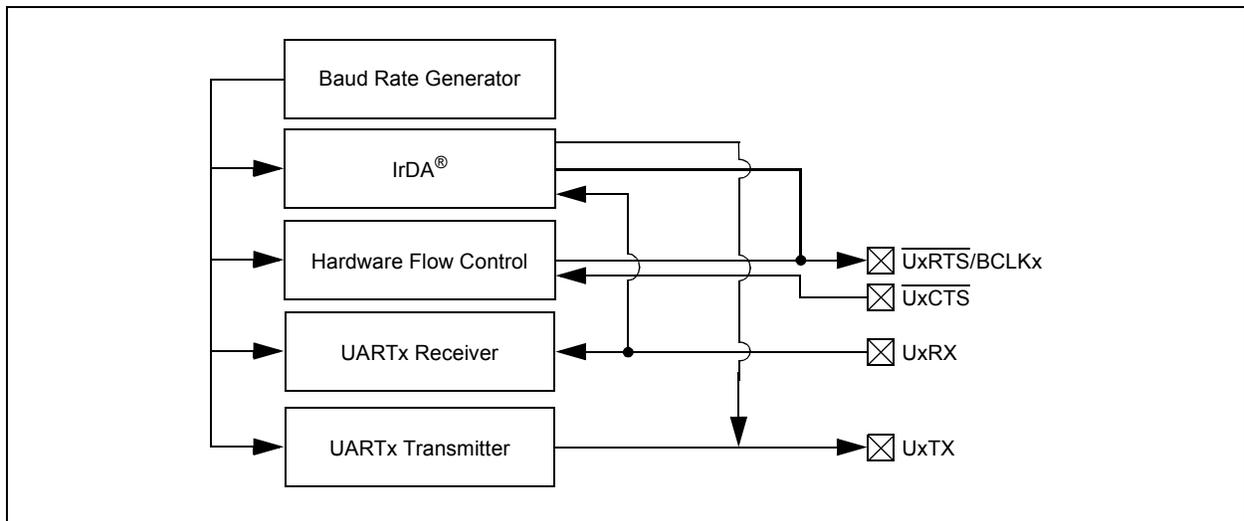 Baud Rate Generator
IrDA®
Hardware Flow Control
UxRTS/BCLKx
UxCTS
UARTx Receiver
UxRX
UARTx Transmitter
UxTX